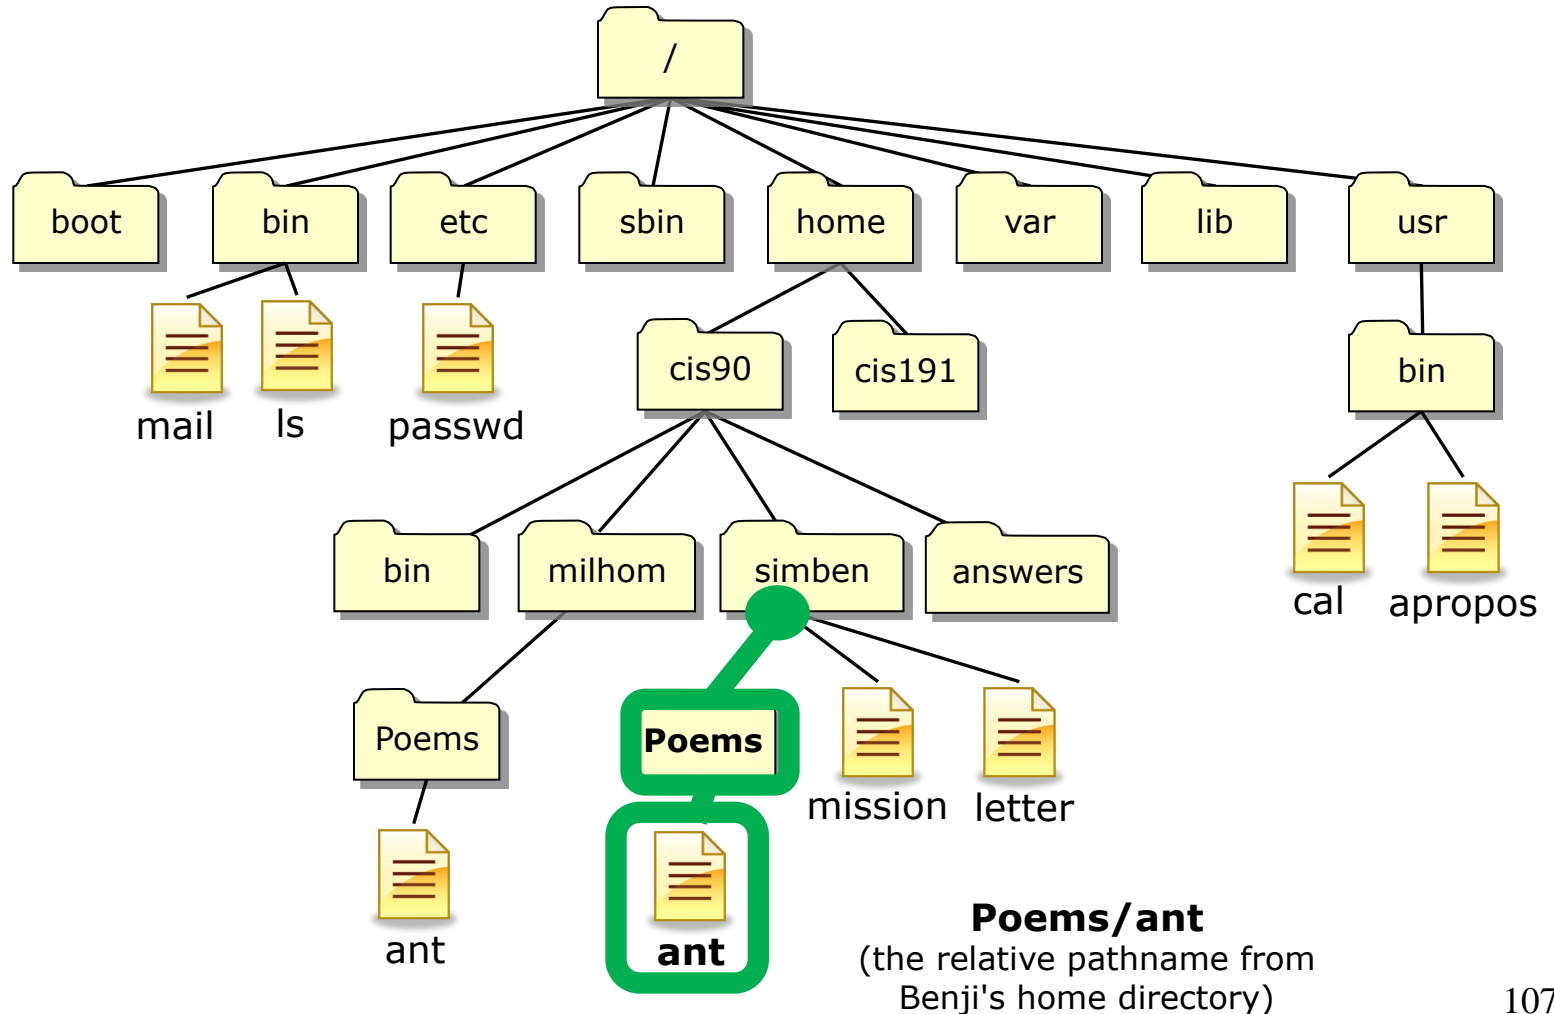 /
boot bin etc sbin home var lib usr
mail ls passwd cis90 cis191 bin
bin milhom simben answers cal apropos
Poems Poems mission letter
ant ant
Poems/ant
(the relative pathname from
Benji's home directory)
107